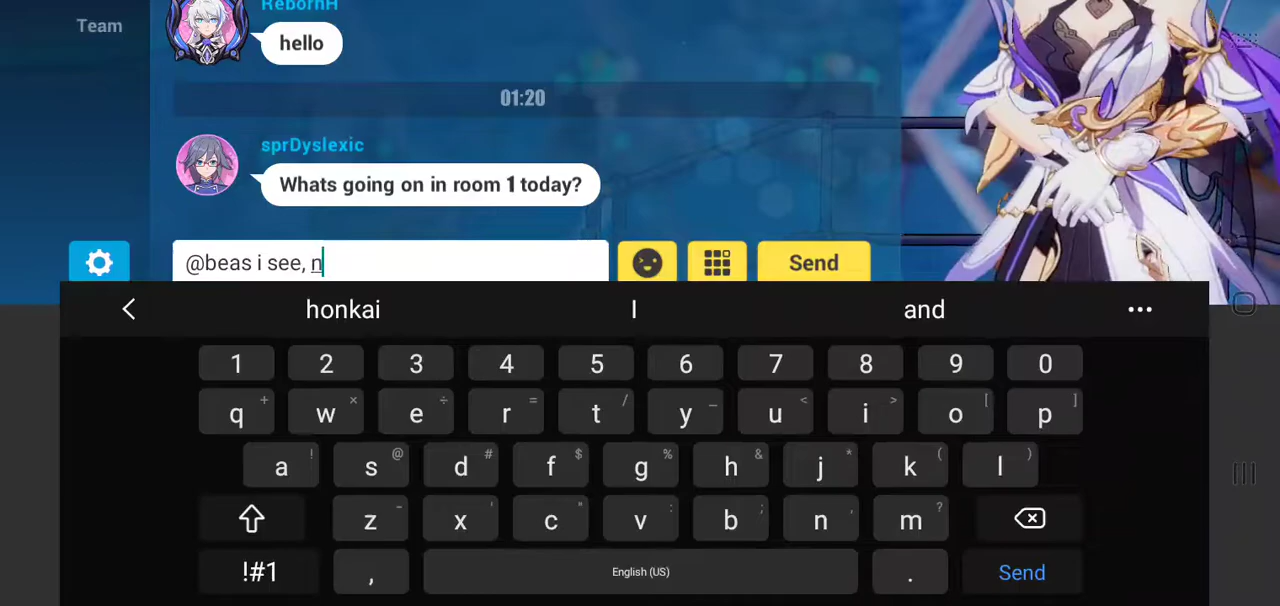 RebornH
Team
hello
01:20
sprDyslexic
Whats going on in room 1 today?
@beas i see, n
Send
honkai I and •••
1 2 3 4 5 6 7 8 9 0
q + w × e ÷ r = t / y _ u < i > o [ p ]
a ! s @ d # f $ g % h & j * k ( l )
z - x ' c " v : b ; n , m ?
!#1 , English (US) . Send